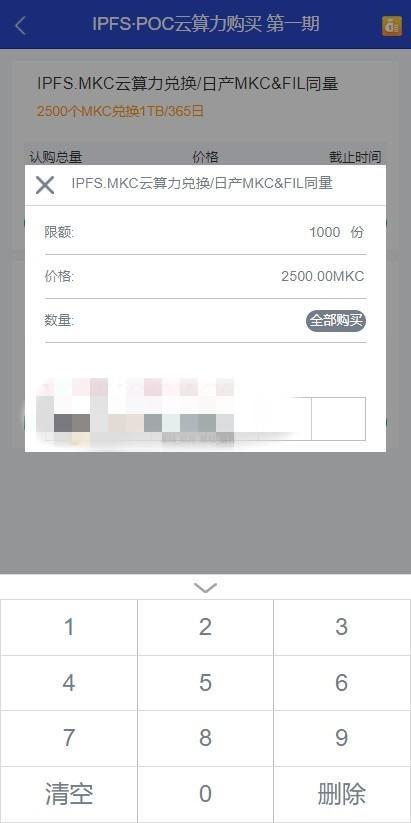 IPFS·POC云算力购买 第一期
IPFS.MKC云算力兑换/日产MKC&FIL同量
2500个MKC兑换1TB/365日
认购总量 价格 截止时间
IPFS.MKC云算力兑换/日产MKC&FIL同量
限额: 1000 份
价格: 2500.00MKC
数量: 全部购买
1 2 3
4 5 6
7 8 9
清空 0 删除